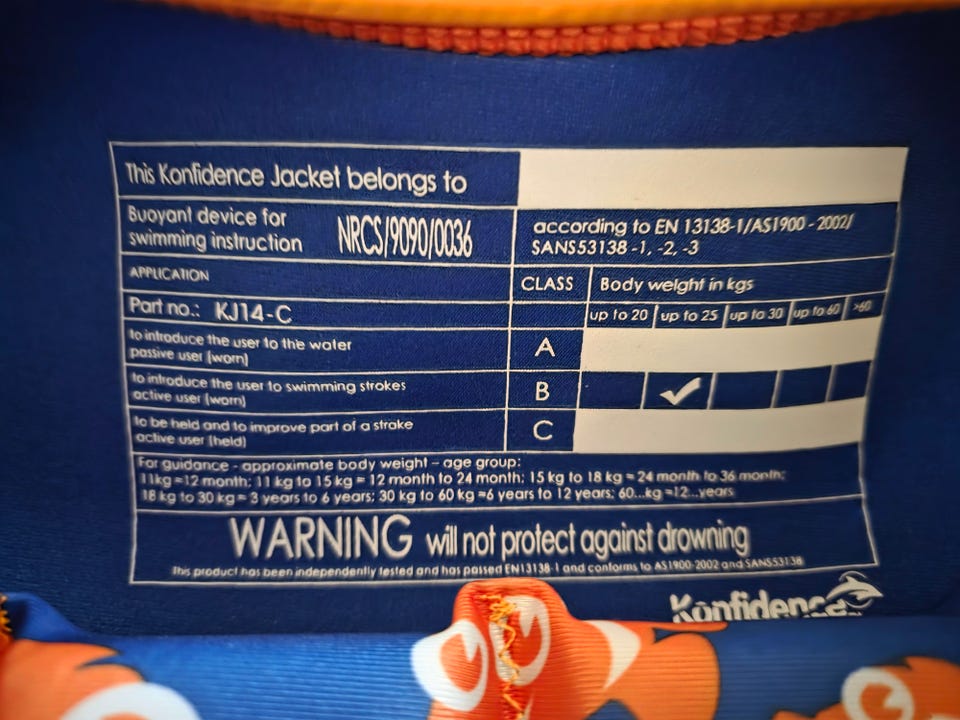 This Konfidence Jacket belongs to
Buoyant device for
swimming instruction
NRCS/9090/0036
according to EN 13138-1/AS1900 - 2002/
SANS53138 -1, -2, -3
APPLICATION
CLASS
Body weight in kgs
Part no.: KJ14-C
up to 20 up to 25 up to 30 up to 60 >60
to introduce the user to the water
passive user (worn)
A
to introduce the user to swimming strokes
active user (worn)
B
to be held and to improve part of a stroke
active user (held)
C
For guidance - approximate body weight - age group:
11kg =12 month; 11 kg to 15 kg = 12 month to 24 month; 15 kg to 18 kg = 24 month to 36 month;
18 kg to 30 kg = 3 years to 6 years; 30 kg to 60 kg =6 years to 12 years; 60...kg =12...years
WARNING will not protect against drowning
This product has been independently tested and has passed EN13138-1 and conforms to AS1900-2002 and SANS53138
Konfidence